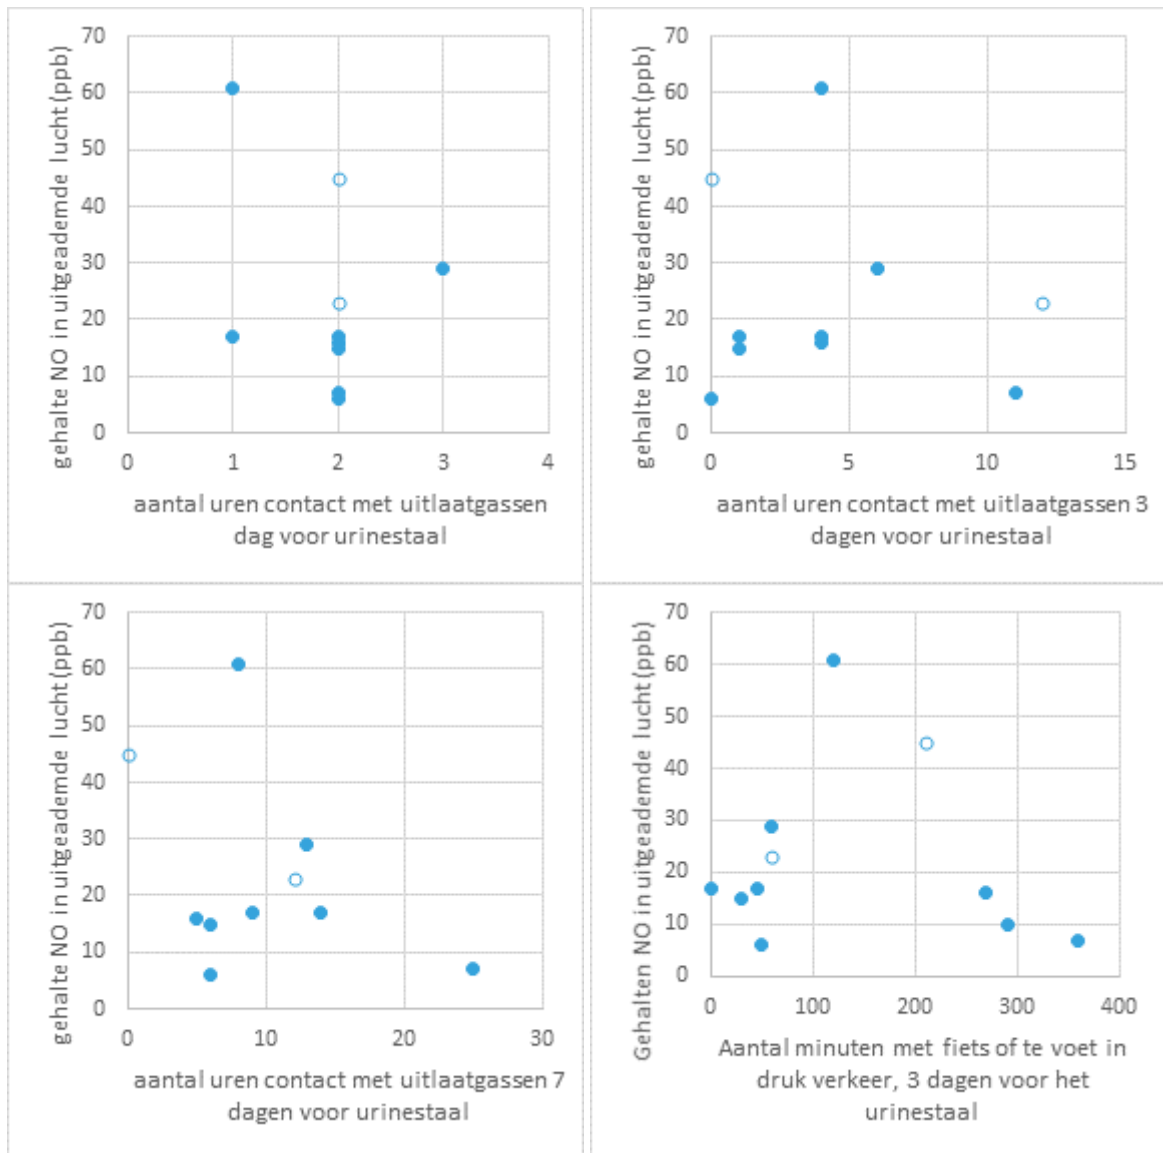 gehalte NO in uitgeademde lucht(ppb)
70
60
50
40
30
20
10
0
0 1 2 3 4
aantal uren contact met uitlaatgassen
dag voor urinestaal
gehalte NO in uitgeademde lucht(ppb)
70
60
50
40
30
20
10
0
0 5 10 15
aantal uren contact met uitlaatgassen 3
dagen voor urinestaal
gehalte NO in uitgeademde lucht(ppb)
70
60
50
40
30
20
10
0
0 10 20 30
aantal uren contact met uitlaatgassen 7
dagen voor urinestaal
Gehalten NO in uitgeademde lucht(ppb)
70
60
50
40
30
20
10
0
0 100 200 300 400
Aantal minuten met fiets of te voet in
druk verkeer, 3 dagen voor het
urinestaal